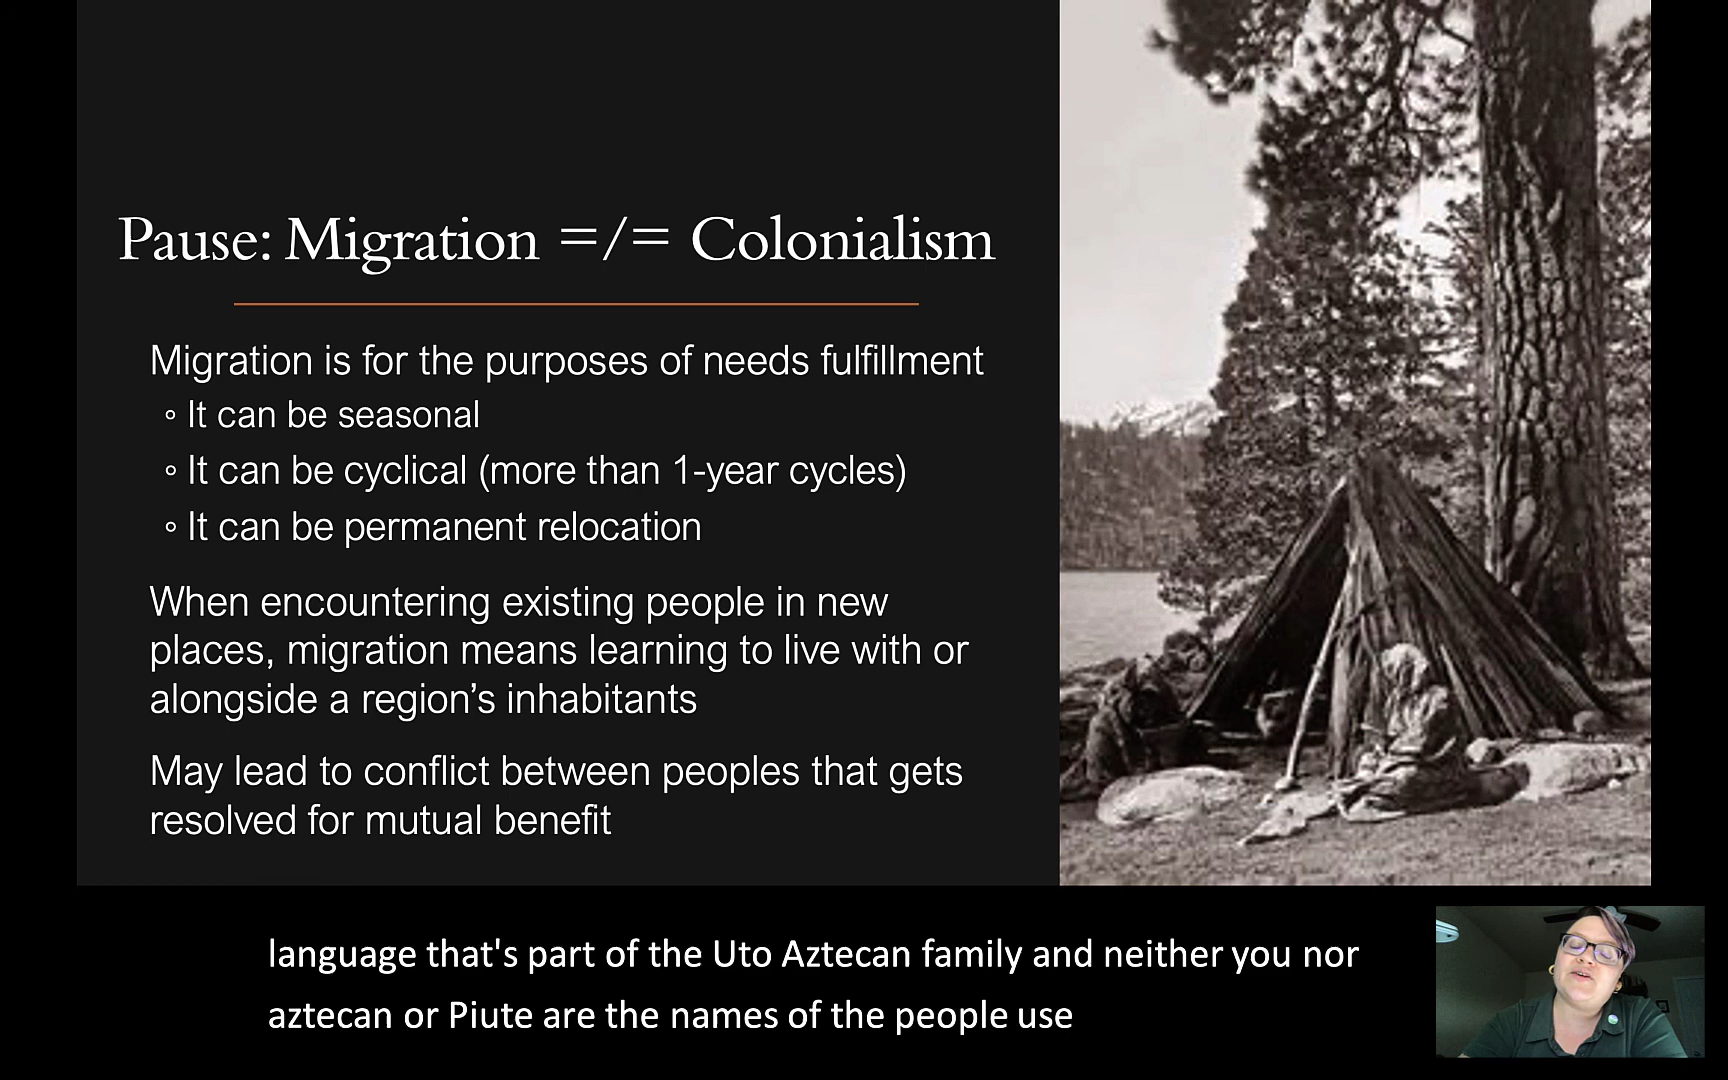 Pause: Migration =/= Colonialism
Migration is for the purposes of needs fulfillment
◦ It can be seasonal
◦ It can be cyclical (more than 1-year cycles)
◦ It can be permanent relocation
When encountering existing people in new
places, migration means learning to live with or
alongside a region’s inhabitants
May lead to conflict between peoples that gets
resolved for mutual benefit
language that's part of the Uto Aztecan family and neither you nor
aztecan or Piute are the names of the people use